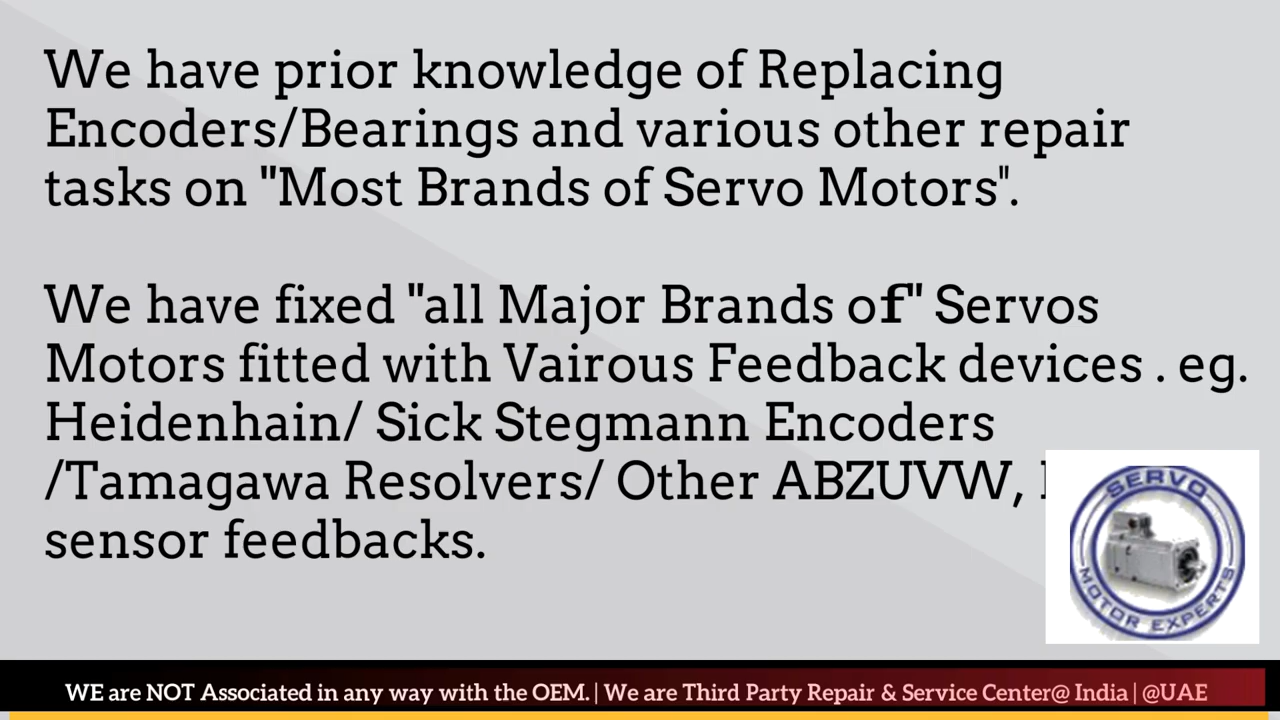 We have prior knowledge of Replacing
Encoders/Bearings and various other repair
tasks on "Most Brands of Servo Motors".
We have fixed "all Major Brands of" Servos
Motors fitted with Vairous Feedback devices . eg.
Heidenhain/ Sick Stegmann Encoders
/Tamagawa Resolvers/ Other ABZUVW,
sensor feedbacks.
SERVO
MOTOR EXPERTS
WE are NOT Associated in any way with the OEM. | We are Third Party Repair & Service Center@ India | @UAE